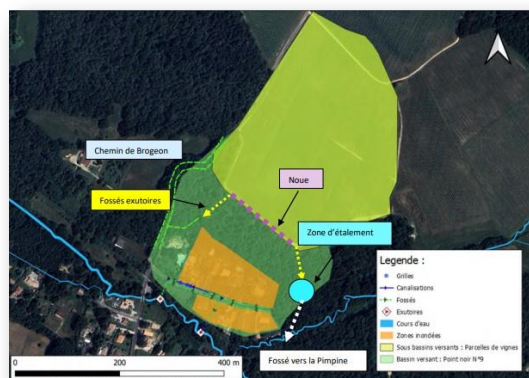 Chemin de Brogeon
Noue
Fossés exutoires
Zone d'étalement
Legende :
Grilles
Canalisations
Fossés
Exutoires
Cours d'eau
Zones inondées
Sous bassins versants : Parcelles de vignes
Bassin versant : Point noir N°9
0 200 400 m
Fossé vers la Pimpine